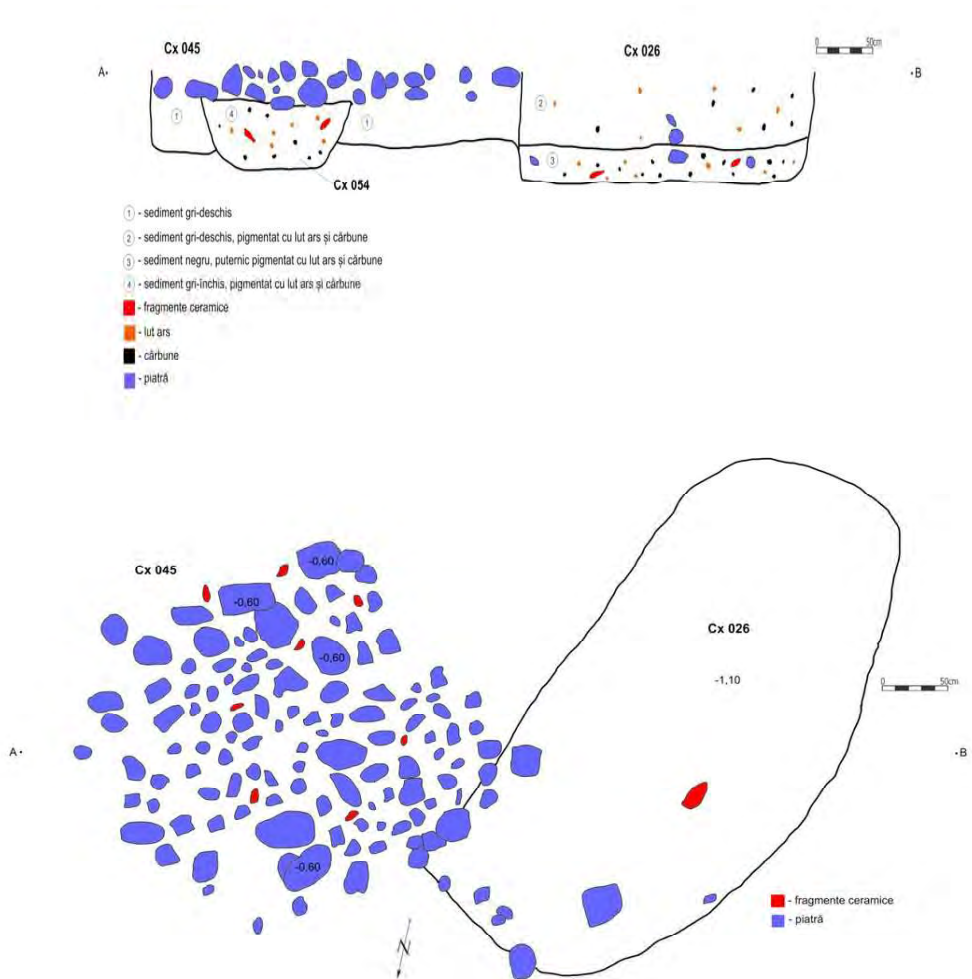 Cx 045
Cx 026
0 50cm
A
B
2
1
4
1
3
Cx 054
1 - sediment gri-deschis
2 - sediment gri-deschis, pigmentat cu lut ars și cărbune
3 - sediment negru, puternic pigmentat cu lut ars și cărbune
4 - sediment gri-închis, pigmentat cu lut ars și cărbune
- fragmente ceramice
- lut ars
- cărbune
- piatră
Cx 045
-0,60
-0,60
-0,60
Cx 026
-1,10
0 50cm
A
B
-0,60
- fragmente ceramice
- piatră
N